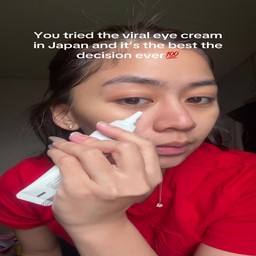 You tried the viral eye cream
in Japan and it's the best the
decision ever💯